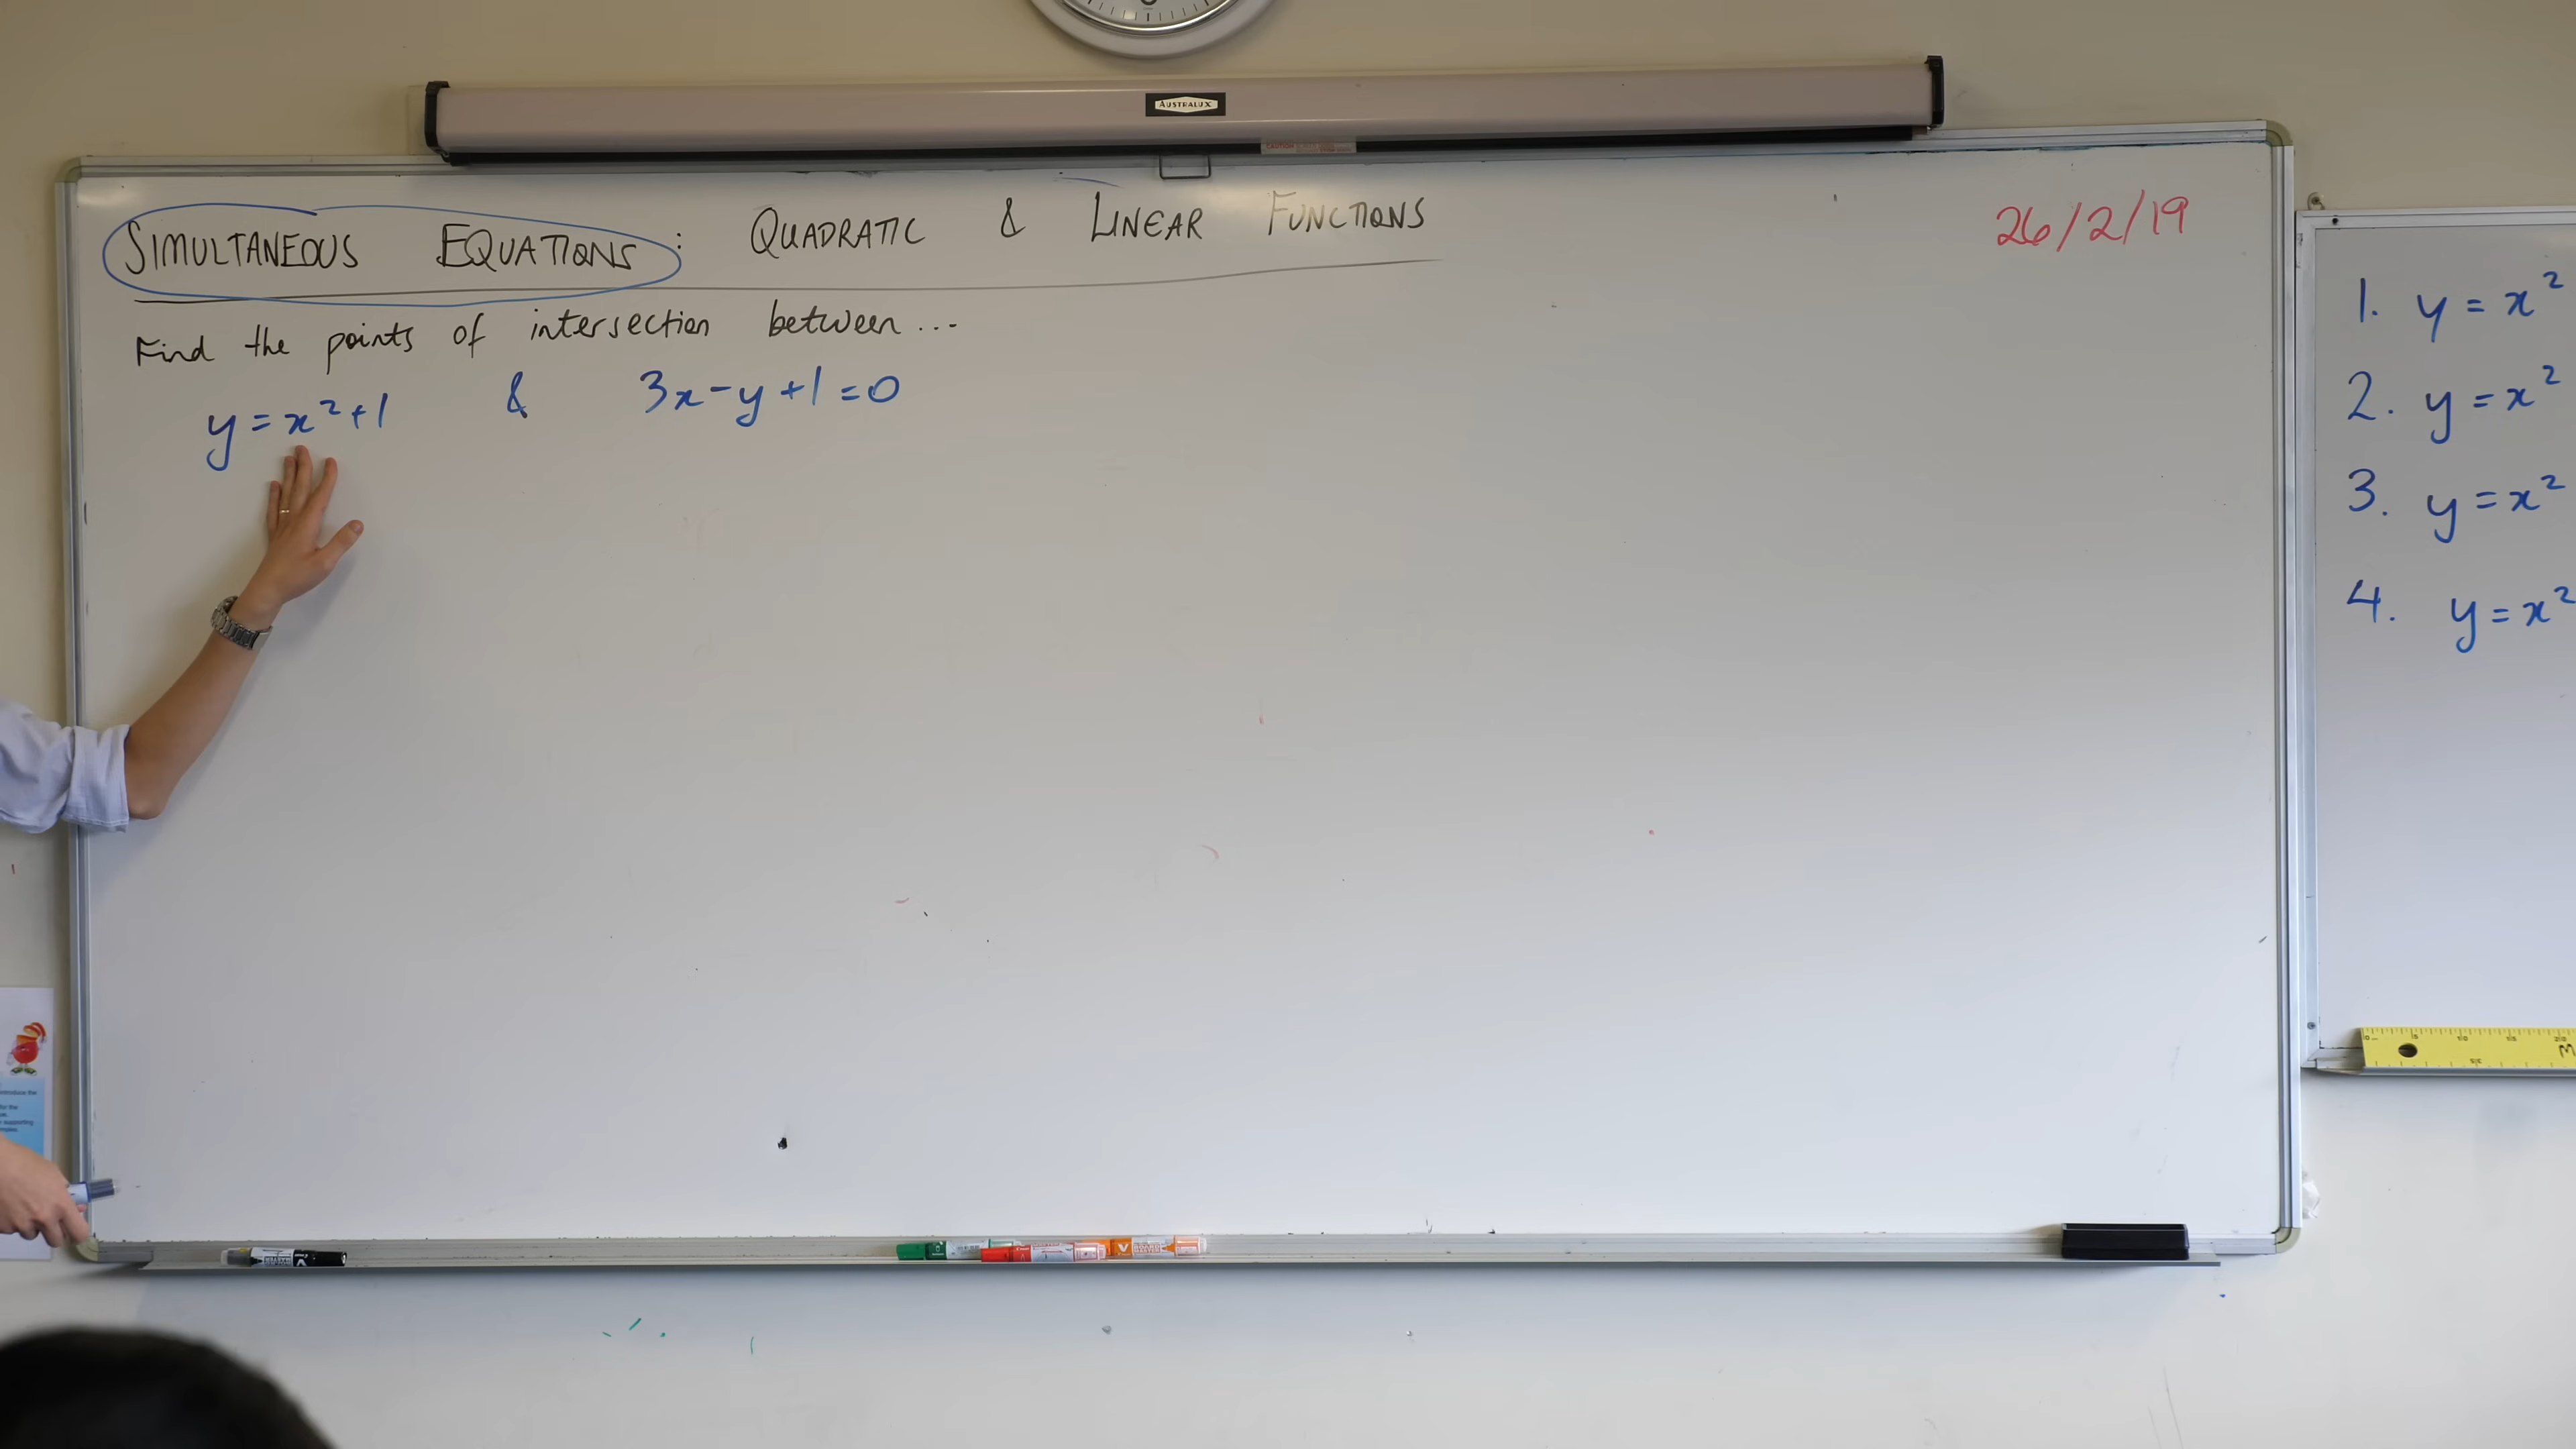 AUSTRALUX
SIMULTANEOUS EQUATIONS : QUADRATIC & LINEAR FUNCTIONS
26/2/19
Find the points of intersection between...
y = x² + 1 & 3x - y + 1 = 0
1. y = x²
2. y = x²
3. y = x²
4. y = x²